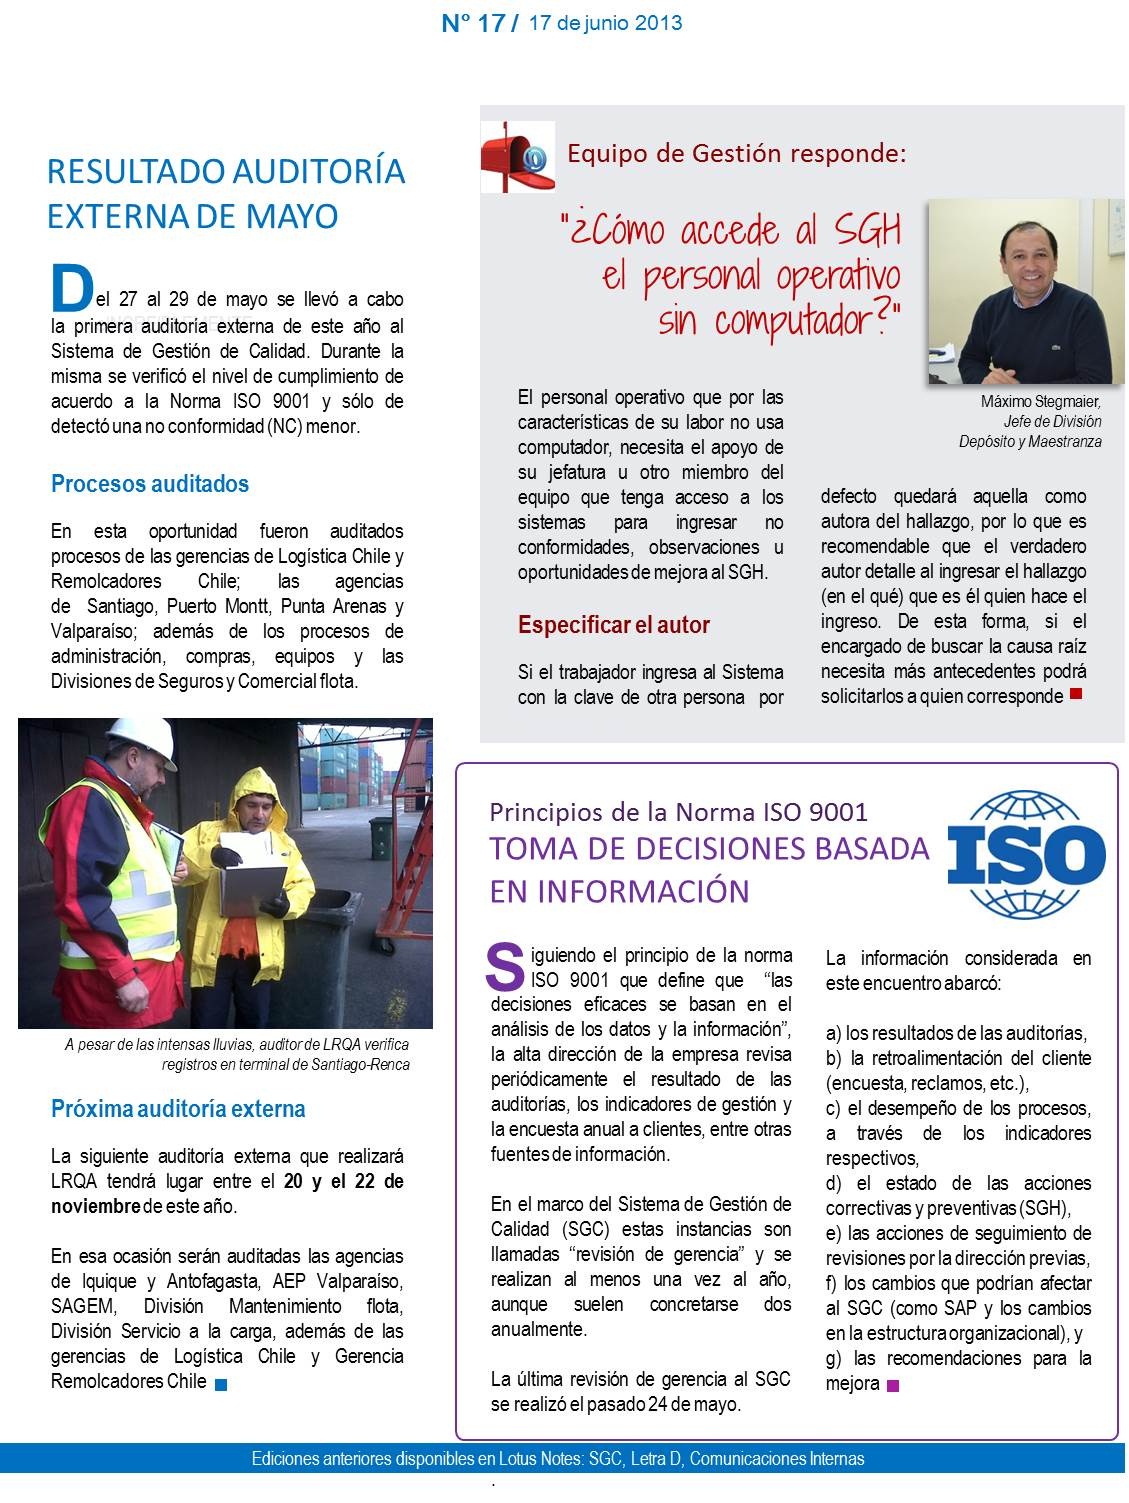 N° 17 / 17 de junio 2013
RESULTADO AUDITORÍA
EXTERNA DE MAYO
Del 27 al 29 de mayo se llevó a cabo
la primera auditoría externa de este año al
Sistema de Gestión de Calidad. Durante la
misma se verificó el nivel de cumplimiento de
acuerdo a la Norma ISO 9001 y sólo de
detectó una no conformidad (NC) menor.
Procesos auditados
En esta oportunidad fueron auditados
procesos de las gerencias de Logística Chile y
Remolcadores Chile; las agencias
de Santiago, Puerto Montt, Punta Arenas y
Valparaíso; además de los procesos de
administración, compras, equipos y las
Divisiones de Seguros y Comercial flota.
A pesar de las intensas lluvias, auditor de LRQA verifica
registros en terminal de Santiago-Renca
Próxima auditoría externa
La siguiente auditoría externa que realizará
LRQA tendrá lugar entre el 20 y el 22 de
noviembre de este año.
En esa ocasión serán auditadas las agencias
de Iquique y Antofagasta, AEP Valparaíso,
SAGEM, División Mantenimiento flota,
División Servicio a la carga, además de las
gerencias de Logística Chile y Gerencia
Remolcadores Chile
Equipo de Gestión responde:
"¿Cómo accede al SGH
el personal operativo
sin computador?"
Máximo Stegmaier,
Jefe de División
Depósito y Maestranza
El personal operativo que por las
características de su labor no usa
computador, necesita el apoyo de
su jefatura u otro miembro del
equipo que tenga acceso a los
sistemas para ingresar no
conformidades, observaciones u
oportunidades de mejora al SGH.
Especificar el autor
Si el trabajador ingresa al Sistema
con la clave de otra persona por
defecto quedará aquella como
autora del hallazgo, por lo que es
recomendable que el verdadero
autor detalle al ingresar el hallazgo
(en el qué) que es él quien hace el
ingreso. De esta forma, si el
encargado de buscar la causa raíz
necesita más antecedentes podrá
solicitarlos a quien corresponde
Principios de la Norma ISO 9001
TOMA DE DECISIONES BASADA
EN INFORMACIÓN
ISO
Siguiendo el principio de la norma
ISO 9001 que define que “las
decisiones eficaces se basan en el
análisis de los datos y la información”,
la alta dirección de la empresa revisa
periódicamente el resultado de las
auditorías, los indicadores de gestión y
la encuesta anual a clientes, entre otras
fuentes de información.
En el marco del Sistema de Gestión de
Calidad (SGC) estas instancias son
llamadas “revisión de gerencia” y se
realizan al menos una vez al año,
aunque suelen concretarse dos
anualmente.
La última revisión de gerencia al SGC
se realizó el pasado 24 de mayo.
La información considerada en
este encuentro abarcó:
a) los resultados de las auditorías,
b) la retroalimentación del cliente
(encuesta, reclamos, etc.),
c) el desempeño de los procesos,
a través de los indicadores
respectivos,
d) el estado de las acciones
correctivas y preventivas (SGH),
e) las acciones de seguimiento de
revisiones por la dirección previas,
f) los cambios que podrían afectar
al SGC (como SAP y los cambios
en la estructura organizacional), y
g) las recomendaciones para la
mejora
Ediciones anteriores disponibles en Lotus Notes: SGC, Letra D, Comunicaciones Internas
.